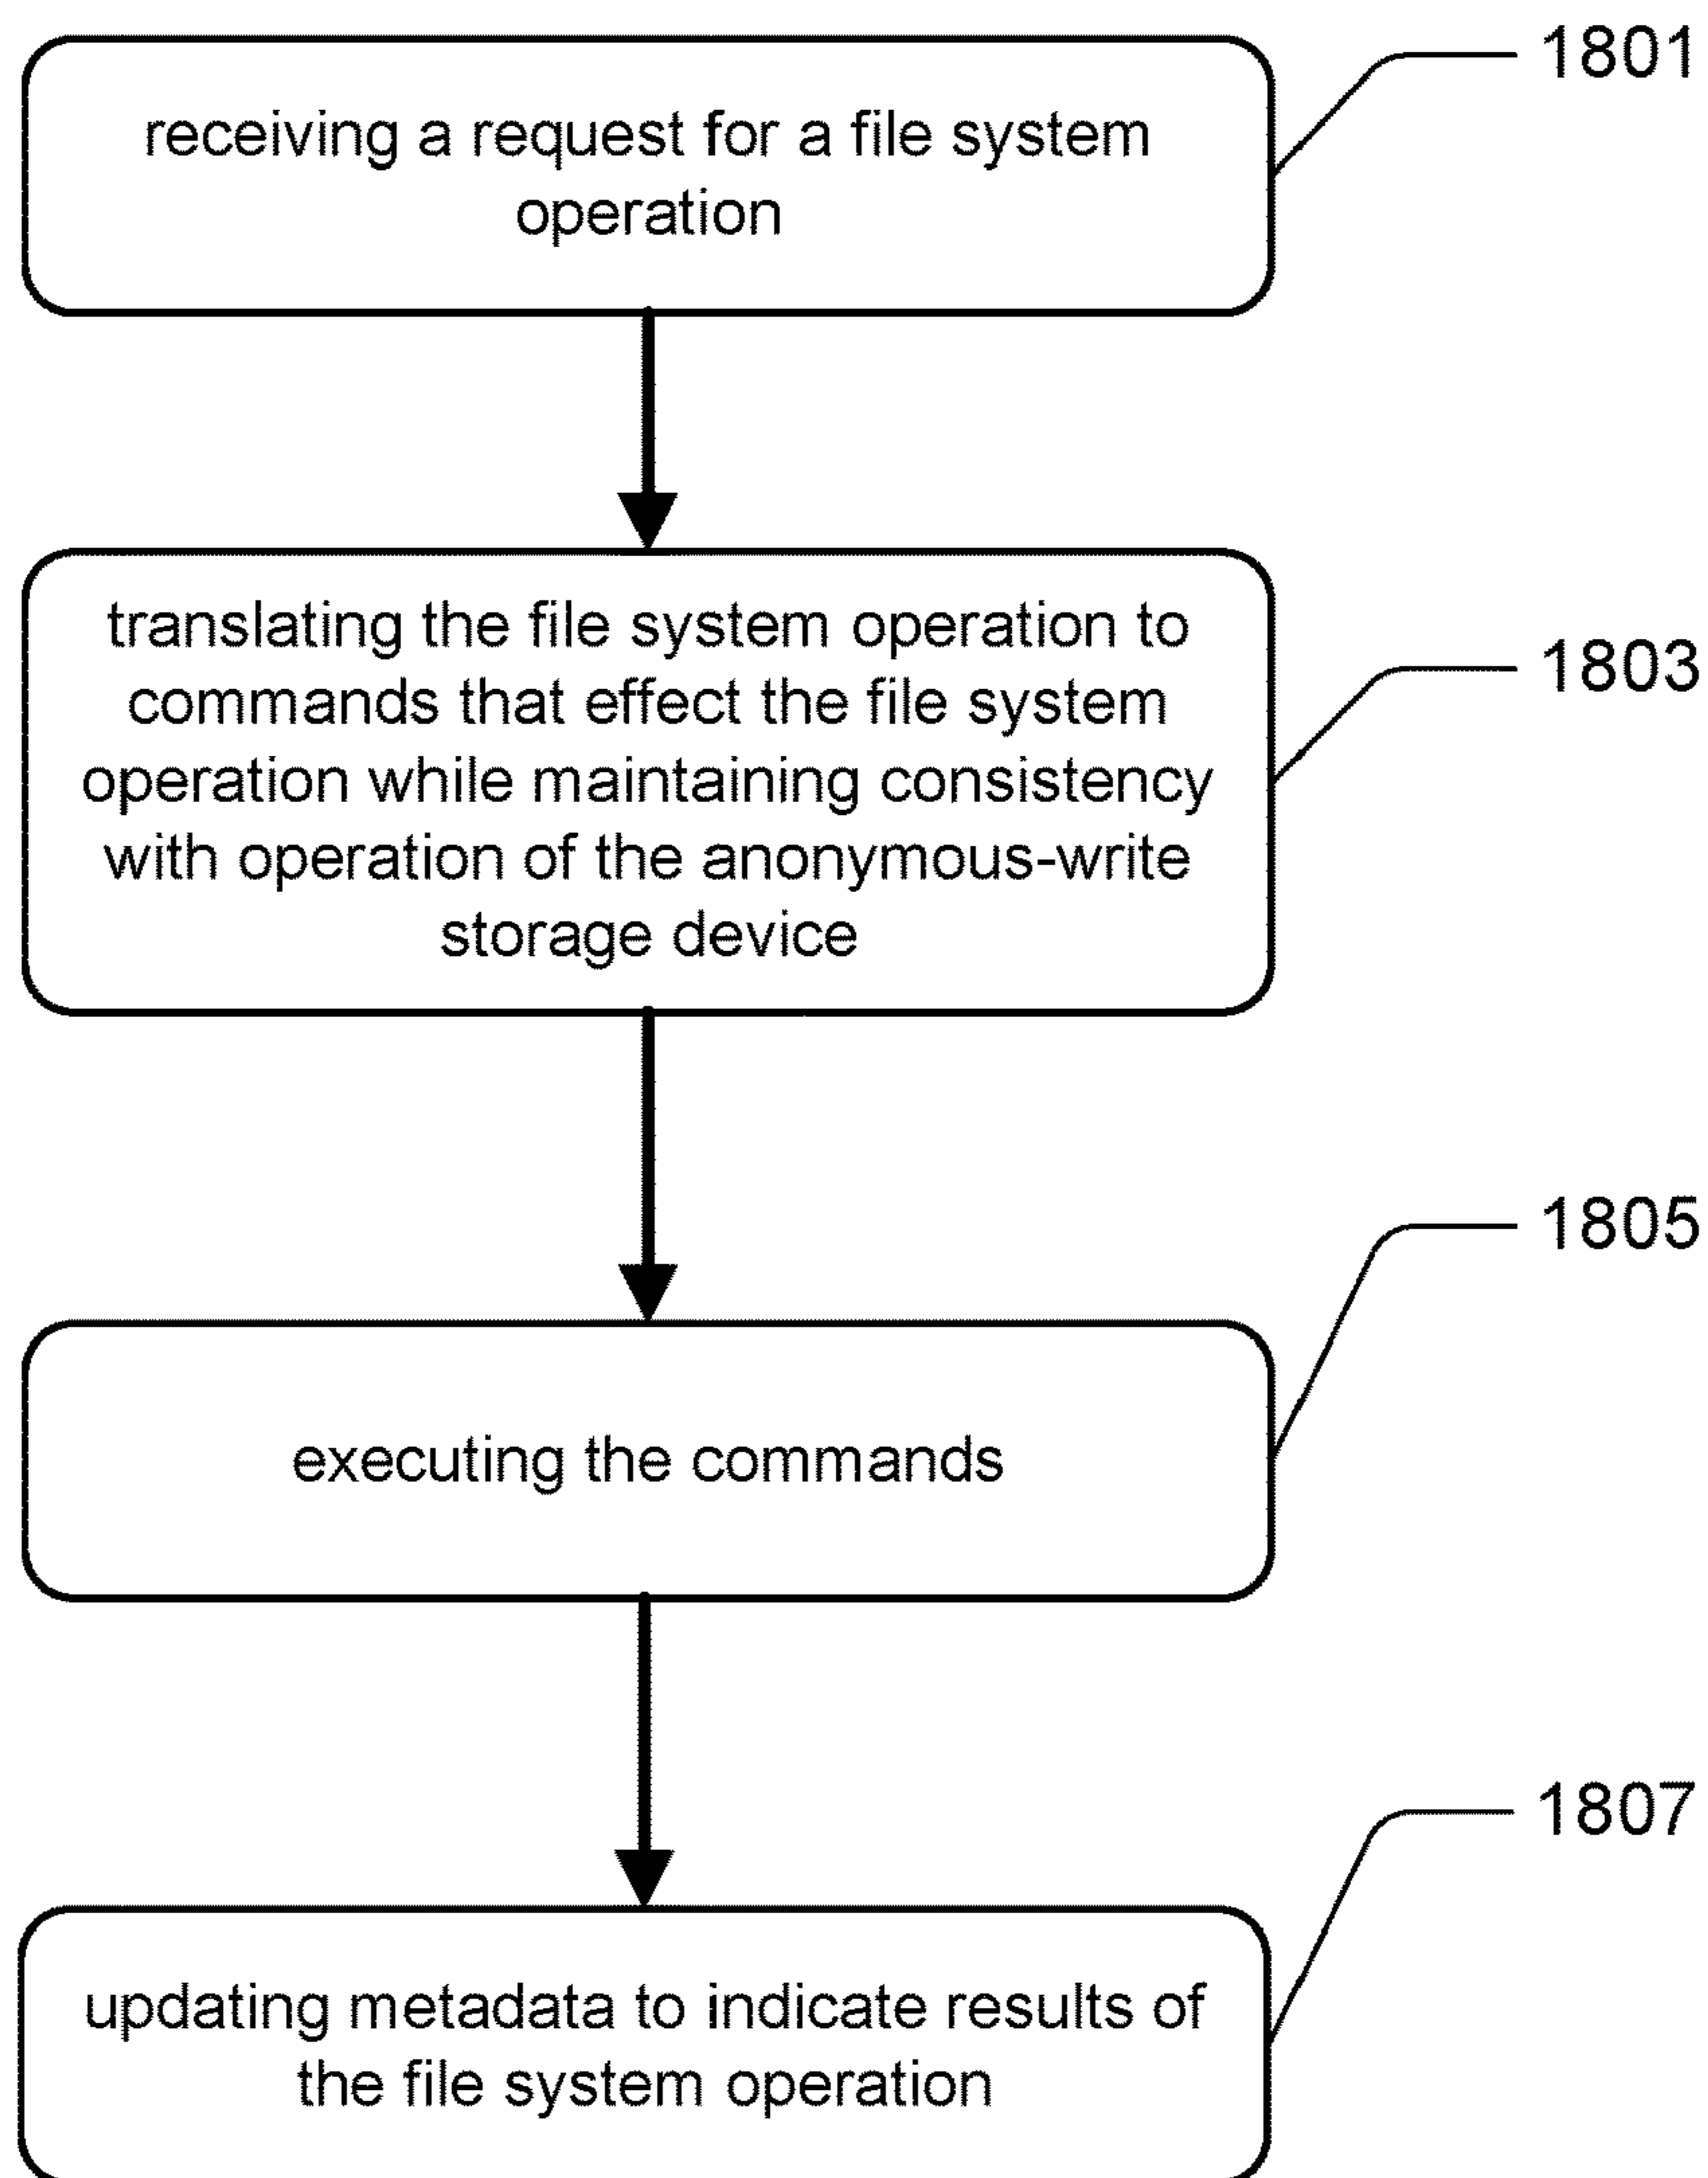 1801
receiving a request for a file system
operation
translating the file system operation to
commands that effect the file system
operation while maintaining consistency
with operation of the anonymous-write
storage device
1803
1805
executing the commands
1807
updating metadata to indicate results of
the file system operation